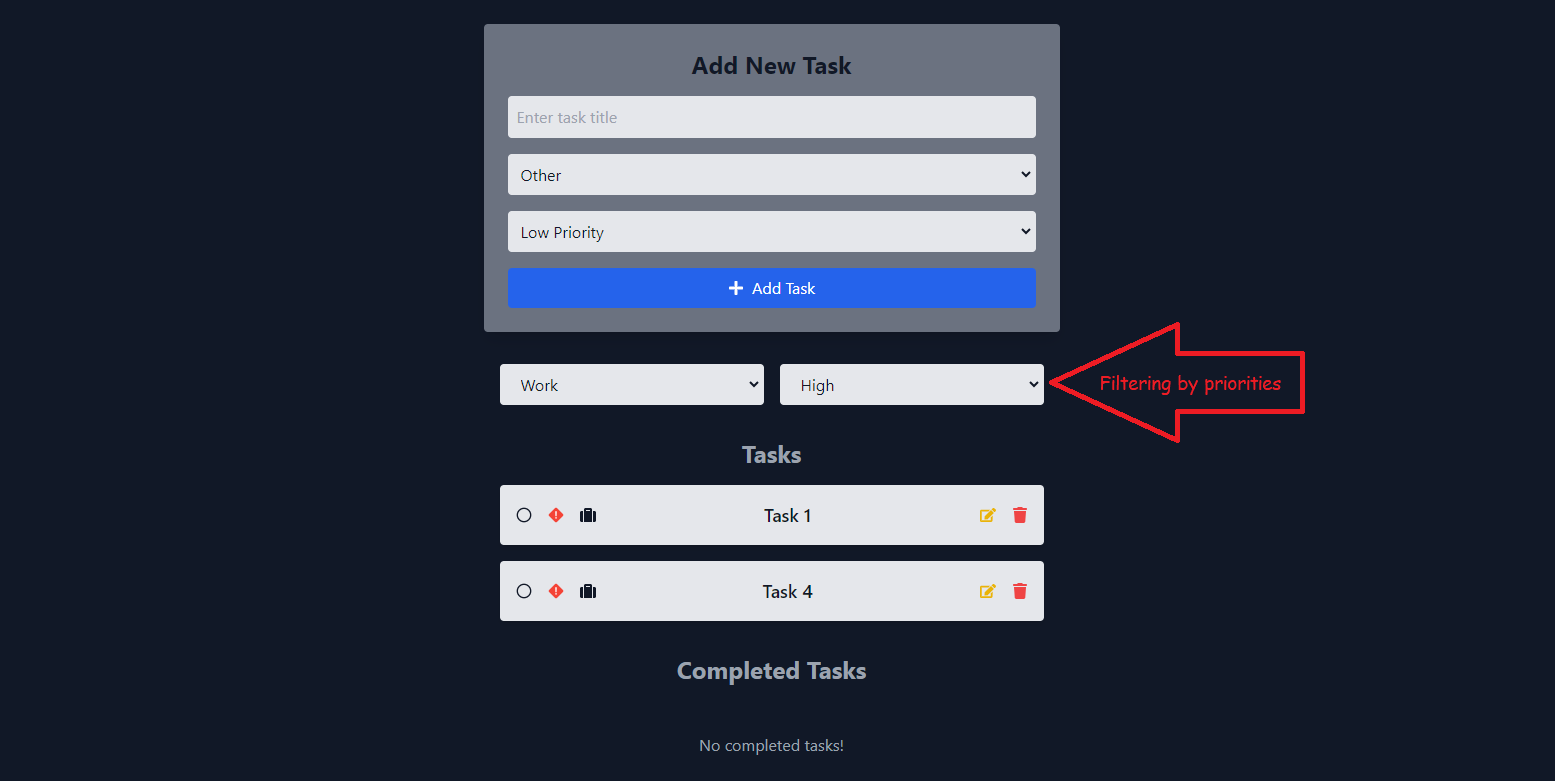 Add New Task
Enter task title
Other
Low Priority
Add Task
Work
High
Filtering by priorities
Tasks
Task 1
Task 4
Completed Tasks
No completed tasks!